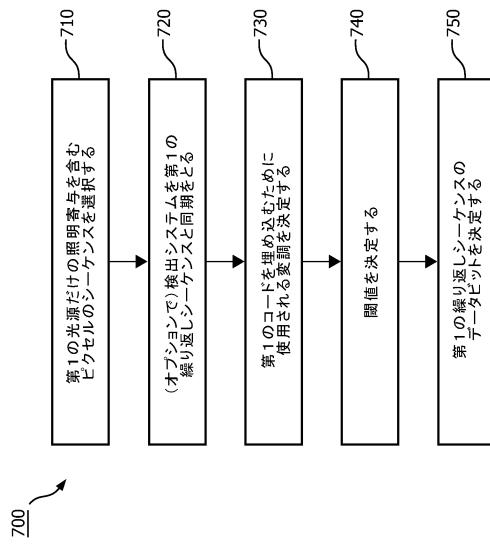 700
710
第1の光源だけの照明寄与を含む
ピクセルのシーケンスを選択する
720
(オプションで)検出システムを第1の
繰り返しシーケンスと同期をとる
730
第1のコードを埋め込むために
使用される変調を決定する
740
閾値を決定する
750
第1の繰り返しシーケンスの
データビットを決定する